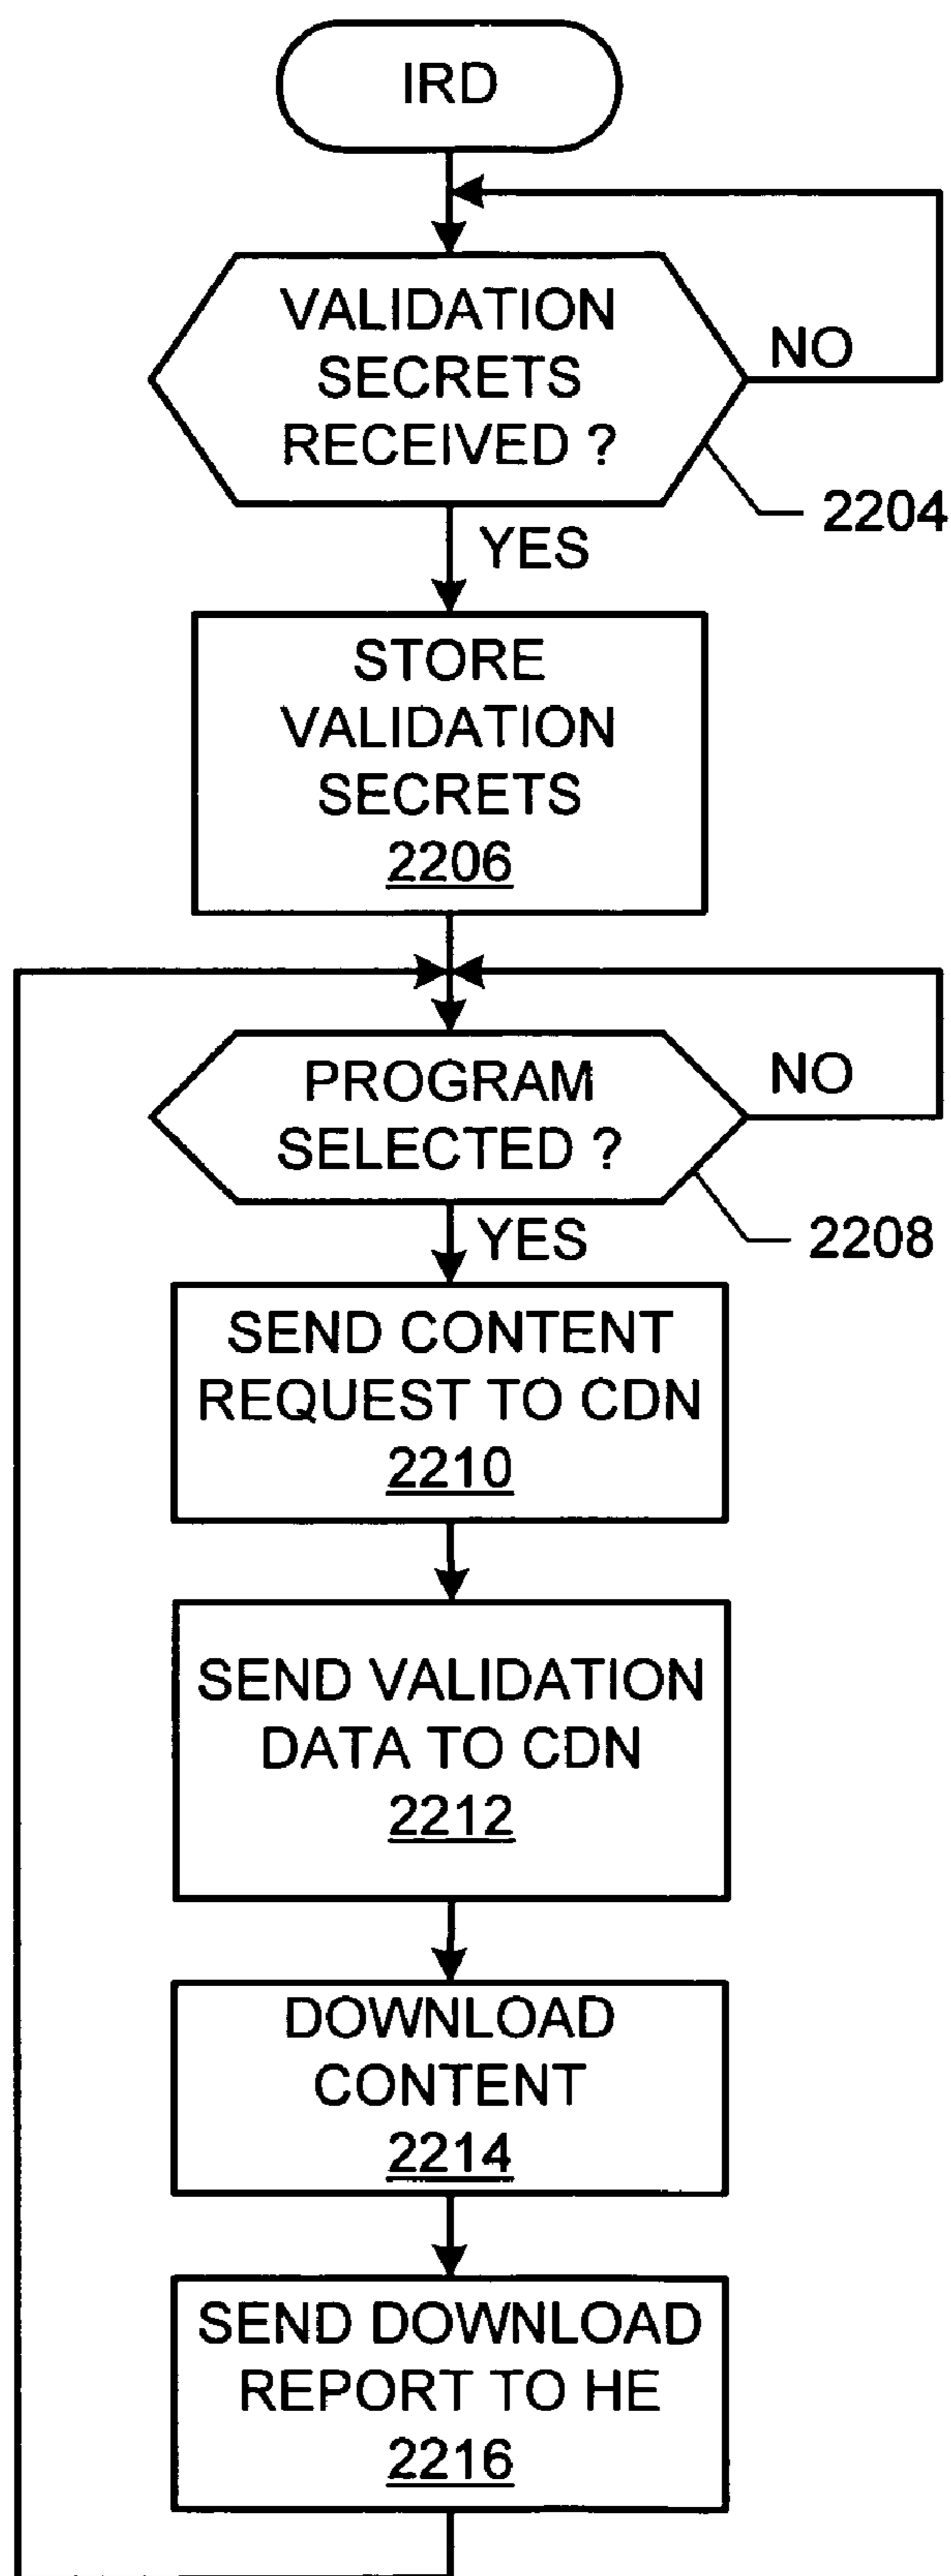 IRD
VALIDATION
SECRETS
RECEIVED ?
NO
2204
YES
STORE
VALIDATION
SECRETS
2206
PROGRAM
SELECTED ?
NO
2208
YES
SEND CONTENT
REQUEST TO CDN
2210
SEND VALIDATION
DATA TO CDN
2212
DOWNLOAD
CONTENT
2214
SEND DOWNLOAD
REPORT TO HE
2216